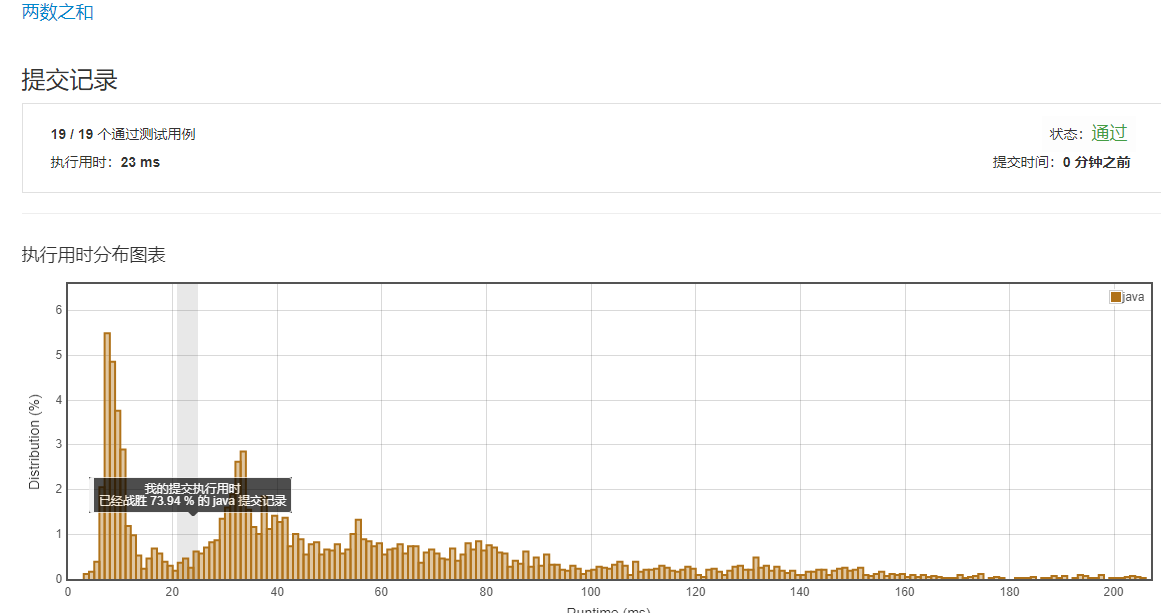 两数之和
提交记录
19 / 19 个通过测试用例
状态：通过
执行用时：23 ms
提交时间：0 分钟之前
执行用时分布图表
java
6
5
4
3
2
1
0
Distribution (%)
我的提交执行用时
已经战胜 73.94 % 的 java 提交记录
0 20 40 60 80 100 120 140 160 180 200
Runtime (ms)